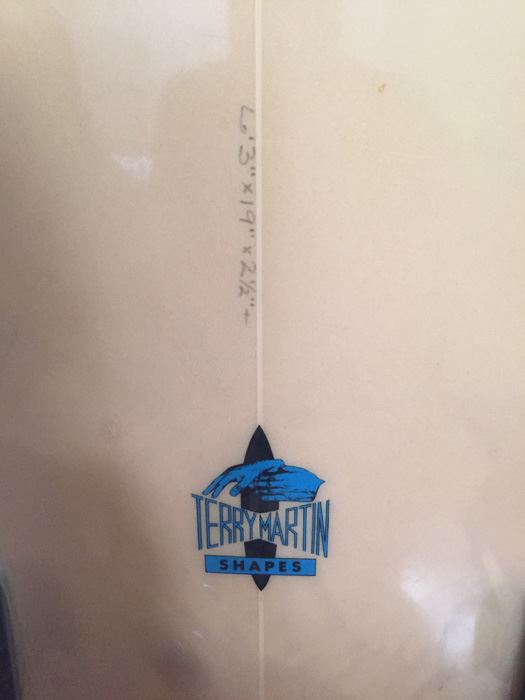 6'3" x 19" x 2½"+
TERRY MARTIN
SHAPES